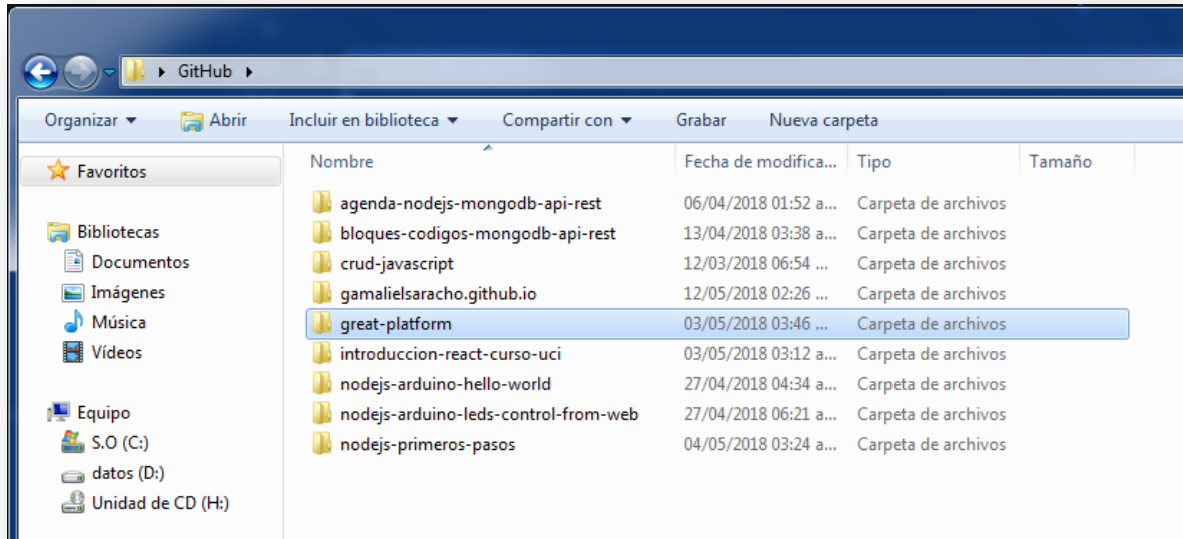 GitHub
Organizar Abrir Incluir en biblioteca Compartir con Grabar Nueva carpeta
Favoritos
Bibliotecas
Documentos
Imágenes
Música
Vídeos
Equipo
S.O (C:)
datos (D:)
Unidad de CD (H:)
Nombre Fecha de modifica... Tipo Tamaño
agenda-nodejs-mongodb-api-rest 06/04/2018 01:52 a... Carpeta de archivos
bloques-codigos-mongodb-api-rest 13/04/2018 03:38 a... Carpeta de archivos
crud-javascript 12/03/2018 06:54 ... Carpeta de archivos
gamalielsaracho.github.io 12/05/2018 02:26 ... Carpeta de archivos
great-platform 03/05/2018 03:46 ... Carpeta de archivos
introduccion-react-curso-uci 03/05/2018 03:12 a... Carpeta de archivos
nodejs-arduino-hello-world 27/04/2018 04:34 a... Carpeta de archivos
nodejs-arduino-leds-control-from-web 27/04/2018 06:21 a... Carpeta de archivos
nodejs-primeros-pasos 04/05/2018 03:24 a... Carpeta de archivos